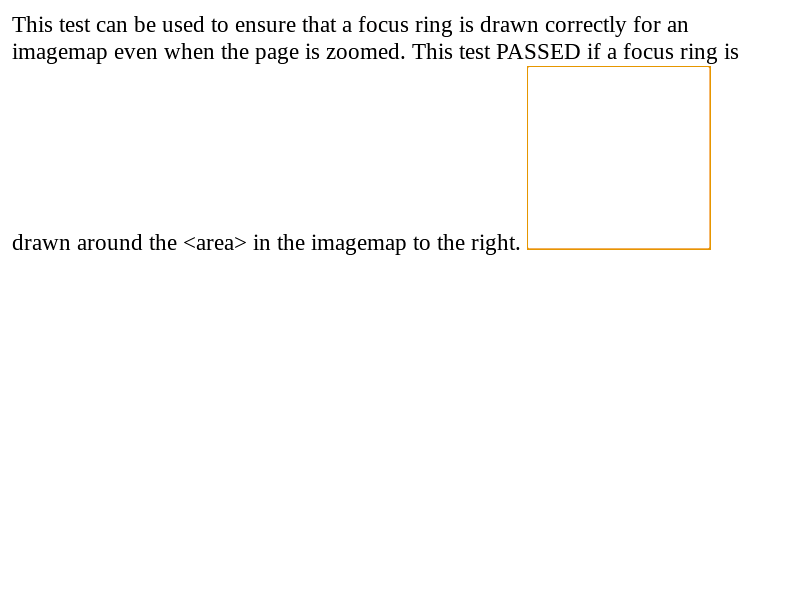 This test can be used to ensure that a focus ring is drawn correctly for an
imagemap even when the page is zoomed. This test PASSED if a focus ring is
drawn around the <area> in the imagemap to the right.